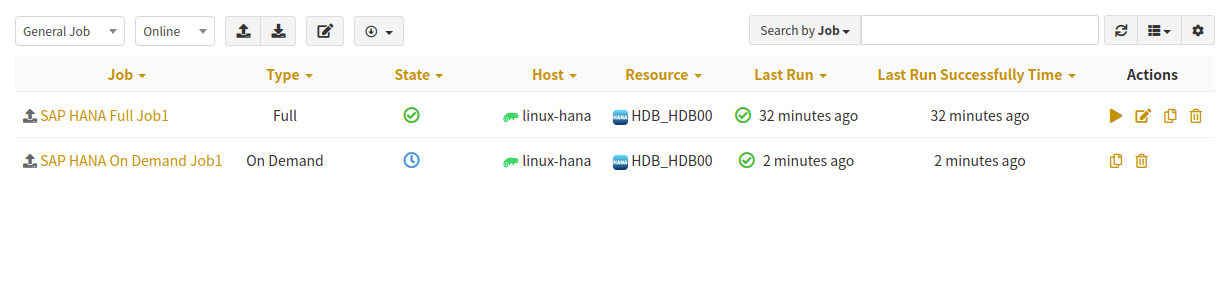 General Job Online Search by Job
Job Type State Host Resource Last Run Last Run Successfully Time Actions
SAP HANA Full Job1 Full linux-hana HANA HDB_HDB00 32 minutes ago 32 minutes ago
SAP HANA On Demand Job1 On Demand linux-hana HANA HDB_HDB00 2 minutes ago 2 minutes ago